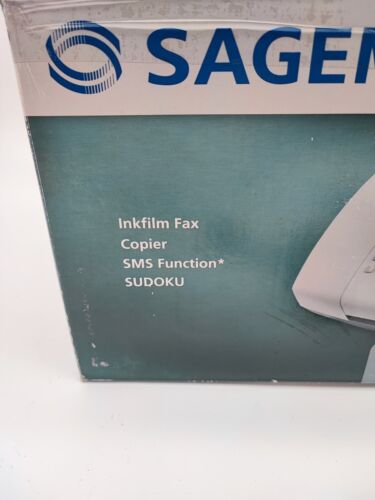 SAGEM
Inkfilm Fax
Copier
SMS Function*
SUDOKU